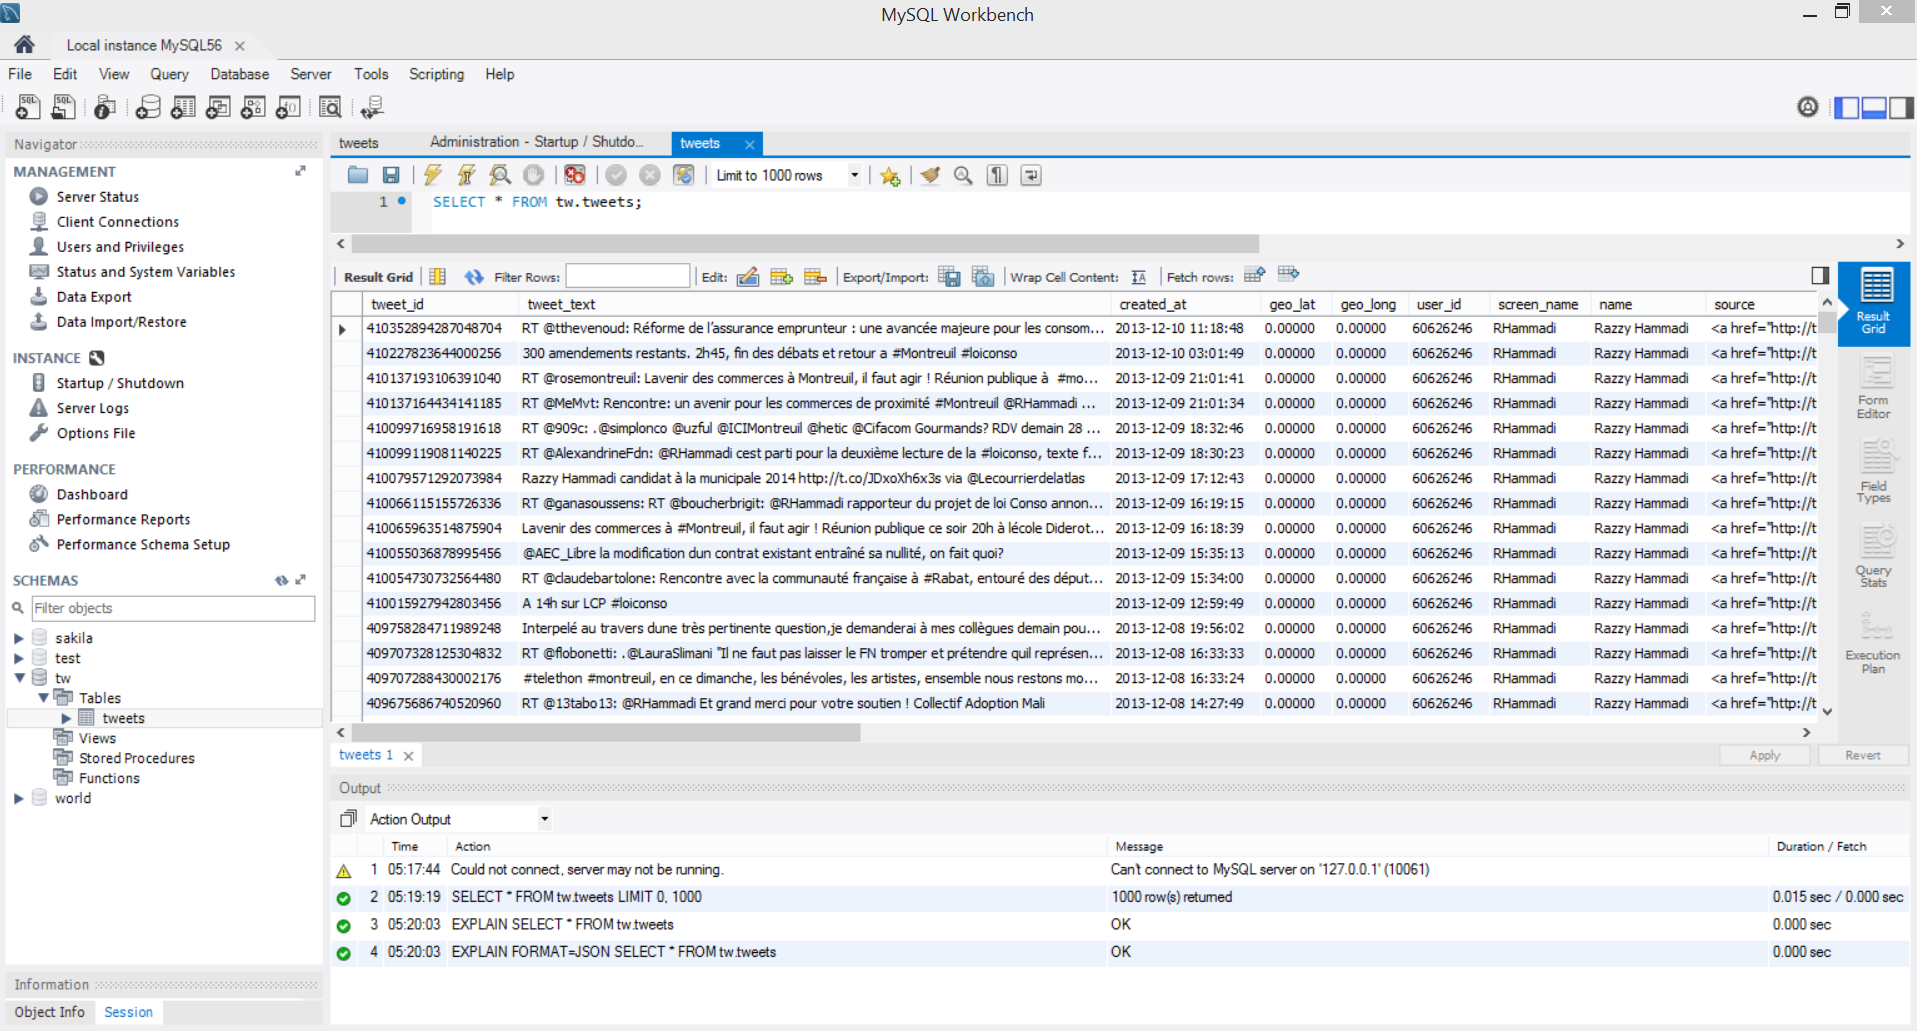 MySQL Workbench
Local instance MySQL56
File Edit View Query Database Server Tools Scripting Help
Navigator
MANAGEMENT
Server Status
Client Connections
Users and Privileges
Status and System Variables
Data Export
Data Import/Restore
INSTANCE
Startup / Shutdown
Server Logs
Options File
PERFORMANCE
Dashboard
Performance Reports
Performance Schema Setup
SCHEMAS
Filter objects
sakila
test
tw
Tables
tweets
Views
Stored Procedures
Functions
world
Information
Object Info Session
tweets Administration - Startup / Shutdo... tweets
Limit to 1000 rows
1 SELECT * FROM tw.tweets;
Result Grid Filter Rows: Edit: Export/Import: Wrap Cell Content: Fetch rows:
tweet_id tweet_text created_at geo_lat geo_long user_id screen_name name source
410352894287048704 RT @tthevenoud: Réforme de l’assurance emprunteur : une avancée majeure pour les consom... 2013-12-10 11:18:48 0.00000 0.00000 60626246 RHammadi Razzy Hammadi <a href="http://t
410227823644000256 300 amendements restants. 2h45, fin des débats et retour a #Montreuil #loiconso 2013-12-10 03:01:49 0.00000 0.00000 60626246 RHammadi Razzy Hammadi <a href="http://t
410137193106391040 RT @rosemontreuil: Lavenir des commerces à Montreuil, il faut agir ! Réunion publique à #mo... 2013-12-09 21:01:41 0.00000 0.00000 60626246 RHammadi Razzy Hammadi <a href="http://t
410137164434141185 RT @MeMvt: Rencontre: un avenir pour les commerces de proximité #Montreuil @RHammadi ... 2013-12-09 21:01:34 0.00000 0.00000 60626246 RHammadi Razzy Hammadi <a href="http://t
410099716958191618 RT @909c: .@simplonco @uzful @ICIMontreuil @hetic @Cifacom Gourmands? RDV demain 28 ... 2013-12-09 18:32:46 0.00000 0.00000 60626246 RHammadi Razzy Hammadi <a href="http://t
410099119081140225 RT @AlexandrineFdn: @RHammadi cest parti pour la deuxième lecture de la #loiconso, texte f... 2013-12-09 18:30:23 0.00000 0.00000 60626246 RHammadi Razzy Hammadi <a href="http://t
410079571292073984 Razzy Hammadi candidat à la municipale 2014 http://t.co/JDxoXh6x3s via @Lecourrierdelatlas 2013-12-09 17:12:43 0.00000 0.00000 60626246 RHammadi Razzy Hammadi <a href="http://t
410066115155726336 RT @ganasoussens: RT @boucherbrigit: @RHammadi rapporteur du projet de loi Conso annon... 2013-12-09 16:19:15 0.00000 0.00000 60626246 RHammadi Razzy Hammadi <a href="http://t
410065963514875904 Lavenir des commerces à #Montreuil, il faut agir ! Réunion publique ce soir 20h à lécole Diderot... 2013-12-09 16:18:39 0.00000 0.00000 60626246 RHammadi Razzy Hammadi <a href="http://t
410055036878995456 @AEC_Libre la modification dun contrat existant entraîné sa nullité, on fait quoi? 2013-12-09 15:35:13 0.00000 0.00000 60626246 RHammadi Razzy Hammadi <a href="http://t
410054730732564480 RT @claudebartolone: Rencontre avec la communauté française à #Rabat, entouré des déput... 2013-12-09 15:34:00 0.00000 0.00000 60626246 RHammadi Razzy Hammadi <a href="http://t
410015927942803456 A 14h sur LCP #loiconso 2013-12-09 12:59:49 0.00000 0.00000 60626246 RHammadi Razzy Hammadi <a href="http://t
409758284711989248 Interpelé au travers dune très pertinente question,je demanderai à mes collègues demain pou... 2013-12-08 19:56:02 0.00000 0.00000 60626246 RHammadi Razzy Hammadi <a href="http://t
409707328125304832 RT @flobonetti: .@LauraSlimani "Il ne faut pas laisser le FN tromper et prétendre quil représen... 2013-12-08 16:33:33 0.00000 0.00000 60626246 RHammadi Razzy Hammadi <a href="http://t
409707288430002176 #telethon #montreuil, en ce dimanche, les bénévoles, les artistes, ensemble nous restons mo... 2013-12-08 16:33:24 0.00000 0.00000 60626246 RHammadi Razzy Hammadi <a href="http://t
409675686740520960 RT @13tabo13: @RHammadi Et grand merci pour votre soutien ! Collectif Adoption Mali 2013-12-08 14:27:49 0.00000 0.00000 60626246 RHammadi Razzy Hammadi <a href="http://t
Result
Grid
Form
Editor
Field
Types
Query
Stats
Execution
Plan
tweets 1
Apply Revert
Output
Action Output
Time Action Message Duration / Fetch
1 05:17:44 Could not connect, server may not be running. Can't connect to MySQL server on '127.0.0.1' (10061)
2 05:19:19 SELECT * FROM tw.tweets LIMIT 0, 1000 1000 row(s) returned 0.015 sec / 0.000 sec
3 05:20:03 EXPLAIN SELECT * FROM tw.tweets OK 0.000 sec
4 05:20:03 EXPLAIN FORMAT=JSON SELECT * FROM tw.tweets OK 0.000 sec